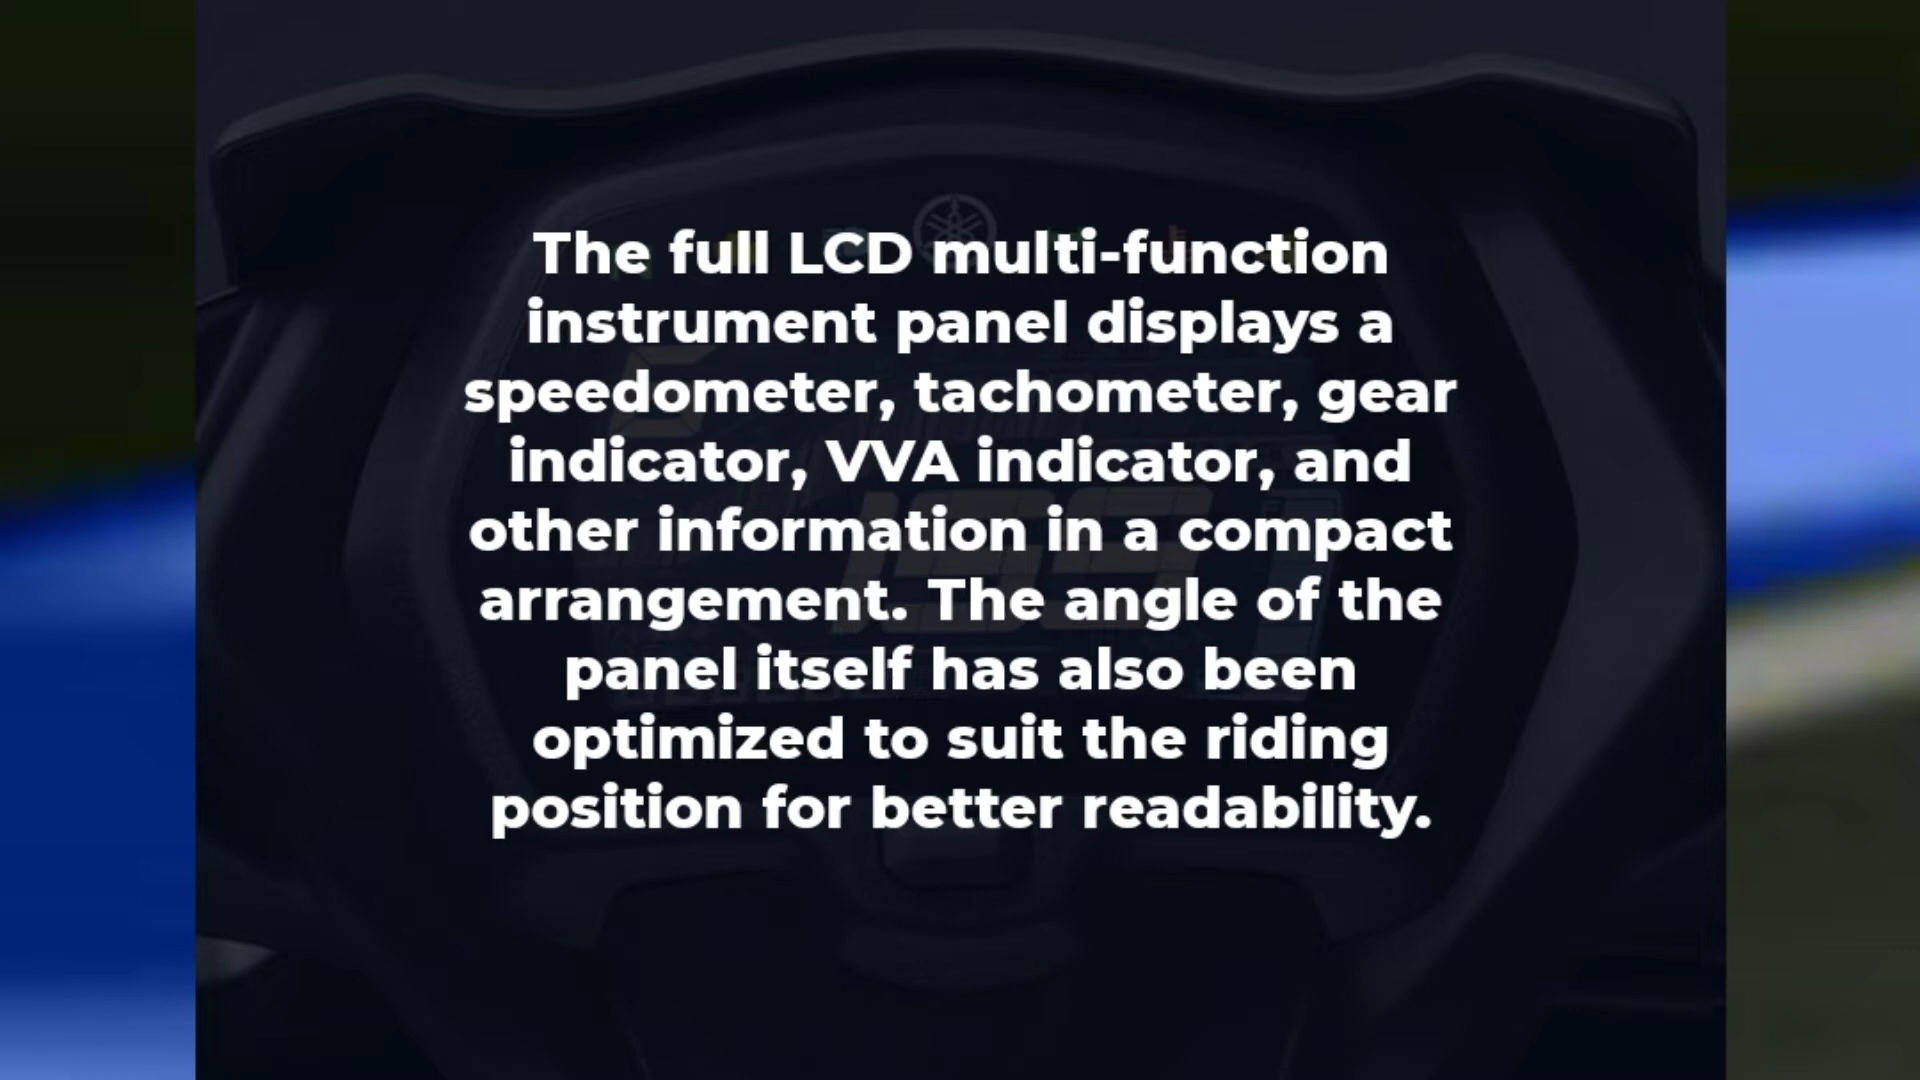 The full LCD multi-function
instrument panel displays a
speedometer, tachometer, gear
indicator, VVA indicator, and
other information in a compact
arrangement. The angle of the
panel itself has also been
optimized to suit the riding
position for better readability.